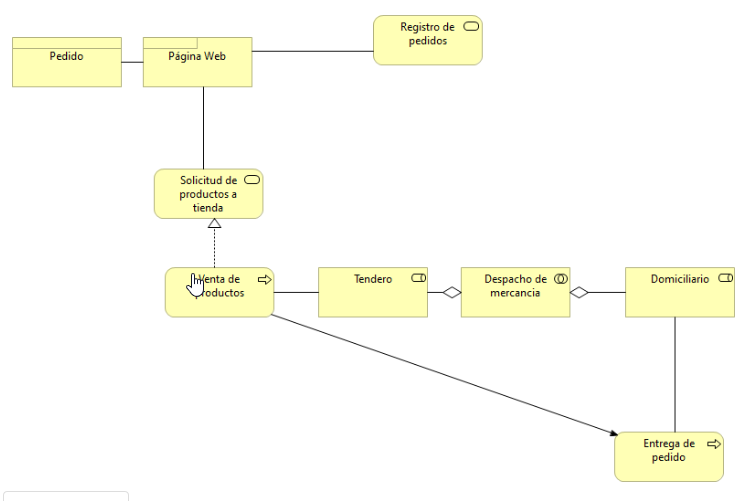 Registro de
pedidos
Pedido
Página Web
Solicitud de
productos a
tienda
Venta de
productos
Tendero
Despacho de
mercancia
Domiciliario
Entrega de
pedido